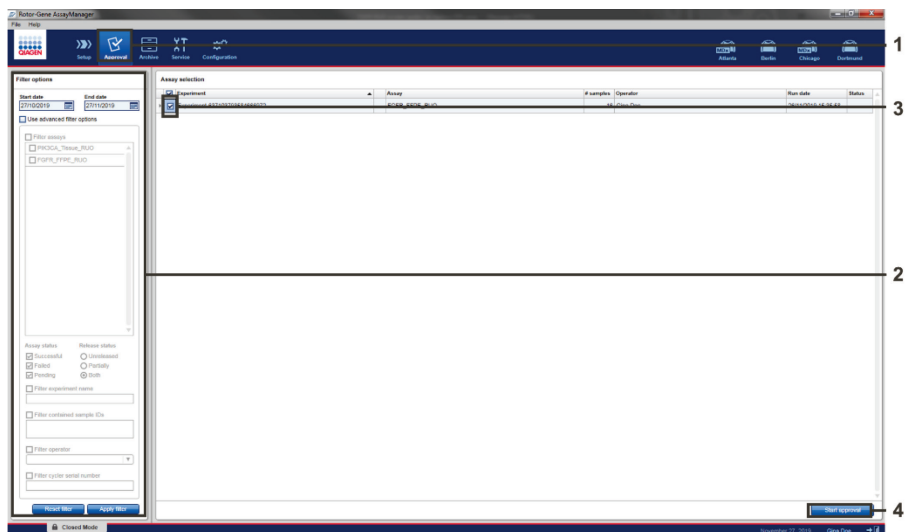 Rotor-Gene AssayManager
File Help
QIAGEN
Setup Approval Archive Service Configuration
MDx Atlanta Berlin MDx Chicago Dortmund
1
Filter options
Start date End date
27/10/2019 27/11/2019
Use advanced filter options
Filter assays
PIK3CA_Tissue_RUO
FGFR_FFPE_RUO
Assay status Release status
Successful Unreleased
Failed Partially
Pending Both
Filter experiment name
Filter contained sample IDs
Filter operator
Filter cycler serial number
Reset filter Apply filter
2
Assay selection
Experiment Assay # samples Operator Run date Status
3
Start approval
4
Closed Mode
November 27, 2019 Gina Doe